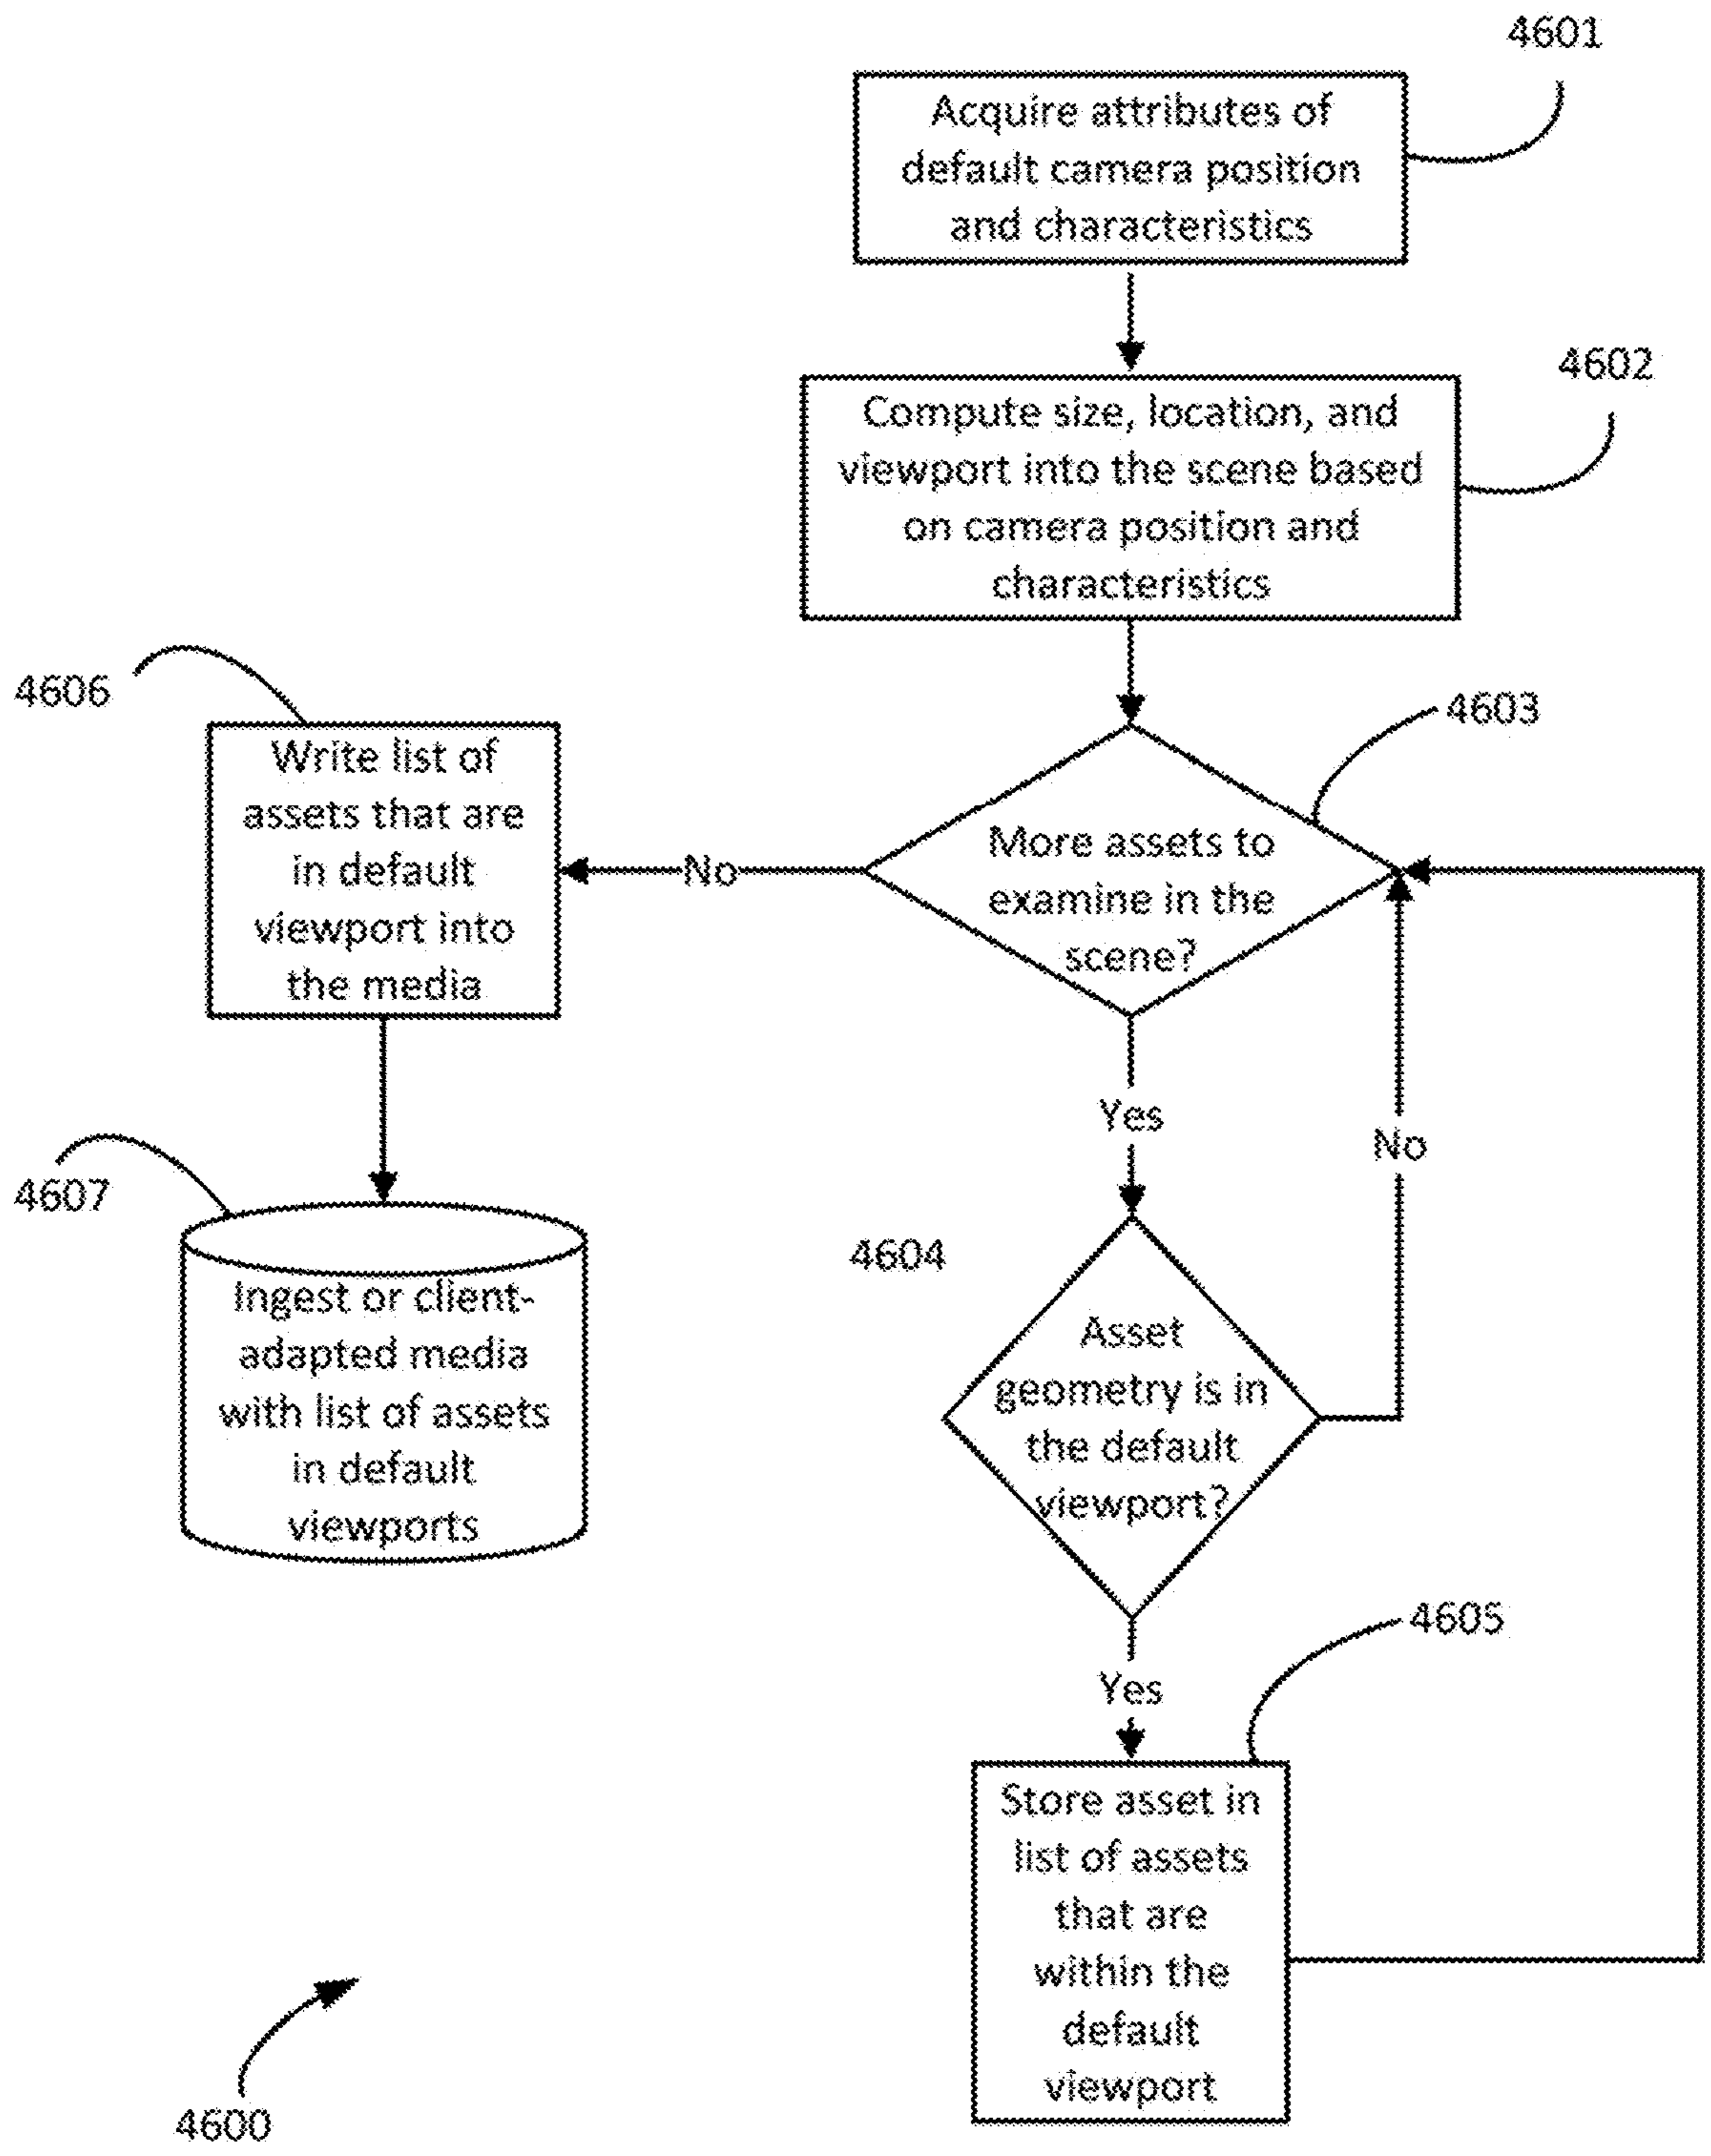 4601
Acquire attributes of
default camera position
and characteristics
4602
Compute size, location, and
viewport into the scene based
on camera position and
characteristics
4603
More assets to
examine in the
scene?
No
4606
Write list of
assets that are
in default
viewport into
the media
4607
Ingest or client-
adapted media
with list of assets
in default
viewports
Yes
No
4604
Asset
geometry is in
the default
viewport?
Yes
4605
Store asset in
list of assets
that are
within the
default
viewport
4600